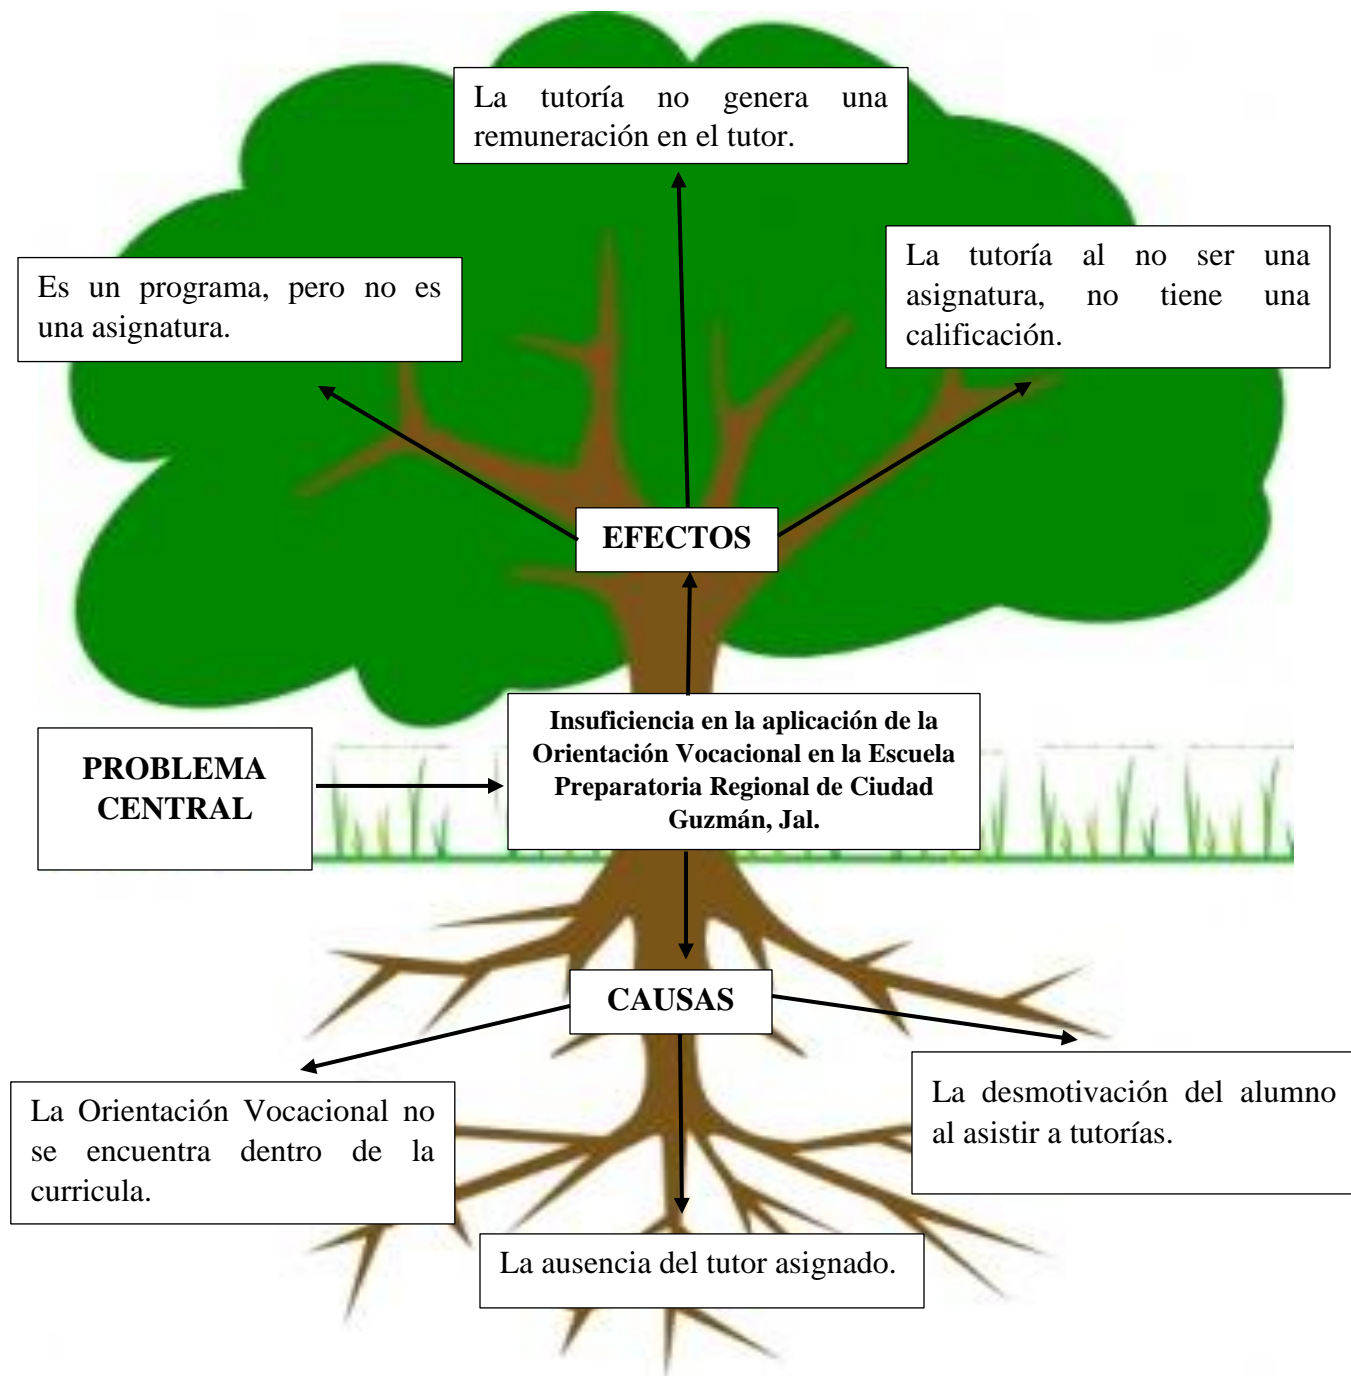 La tutoría no genera una
remuneración en el tutor.
Es un programa, pero no es
una asignatura.
La tutoría al no ser una
asignatura, no tiene una
calificación.
EFECTOS
PROBLEMA
CENTRAL
Insuficiencia en la aplicación de la
Orientación Vocacional en la Escuela
Preparatoria Regional de Ciudad
Guzmán, Jal.
CAUSAS
La Orientación Vocacional no
se encuentra dentro de la
curricula.
La ausencia del tutor asignado.
La desmotivación del alumno
al asistir a tutorías.